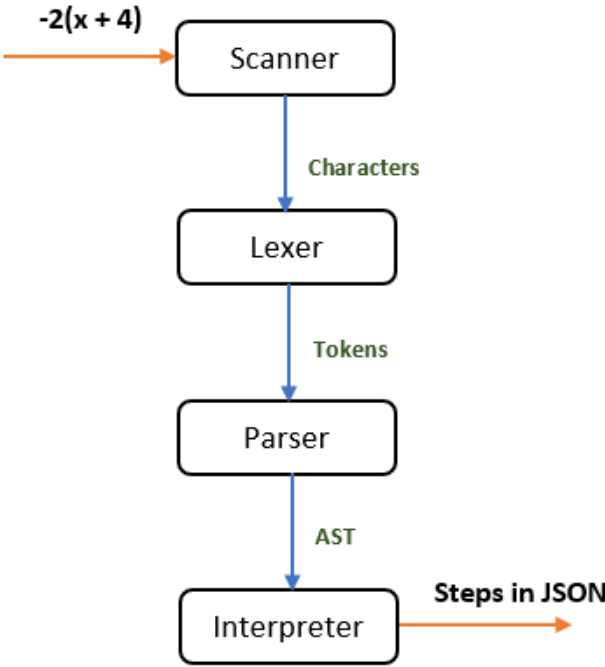 -2(x + 4)
Scanner
Characters
Lexer
Tokens
Parser
AST
Steps in JSON
Interpreter